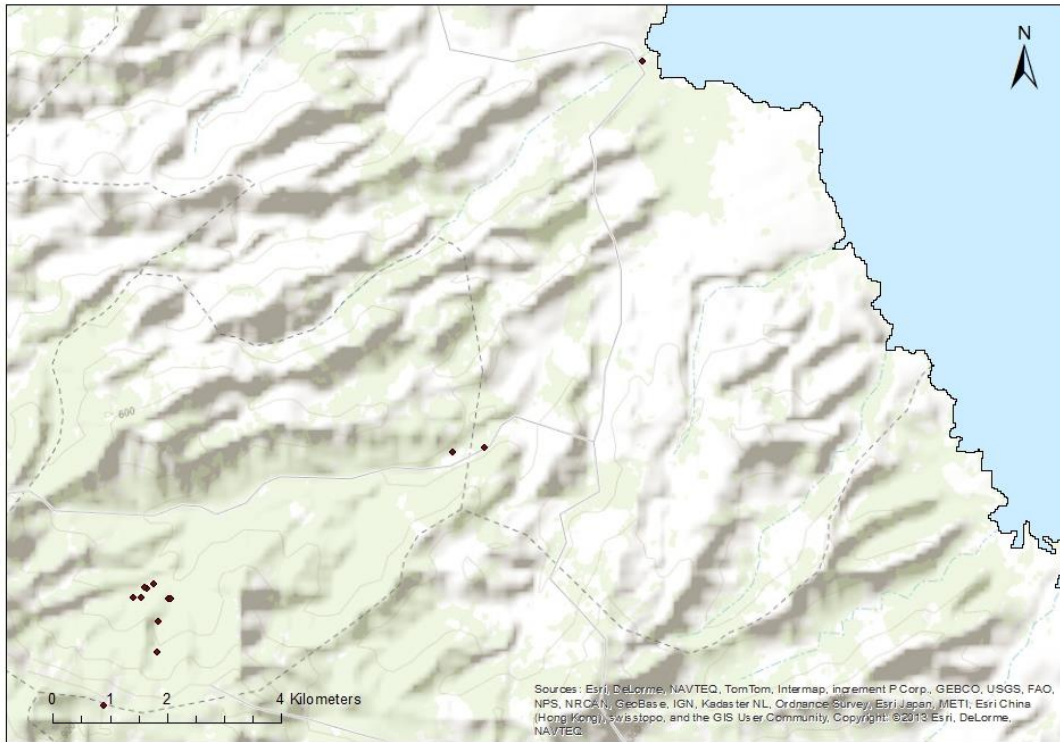 N
600
0 1 2 4 Kilometers
Sources: Esri, DeLorme, NAVTEQ, TomTom, Intermap, increment P Corp., GEBCO, USGS, FAO,
NPS, NRCAN, GeoBase, IGN, Kadaster NL, Ordnance Survey, Esri Japan, METI, Esri China
(Hong Kong), swisstopo, and the GIS User Community, Copyright: ©2013 Esri, DeLorme,
NAVTEQ